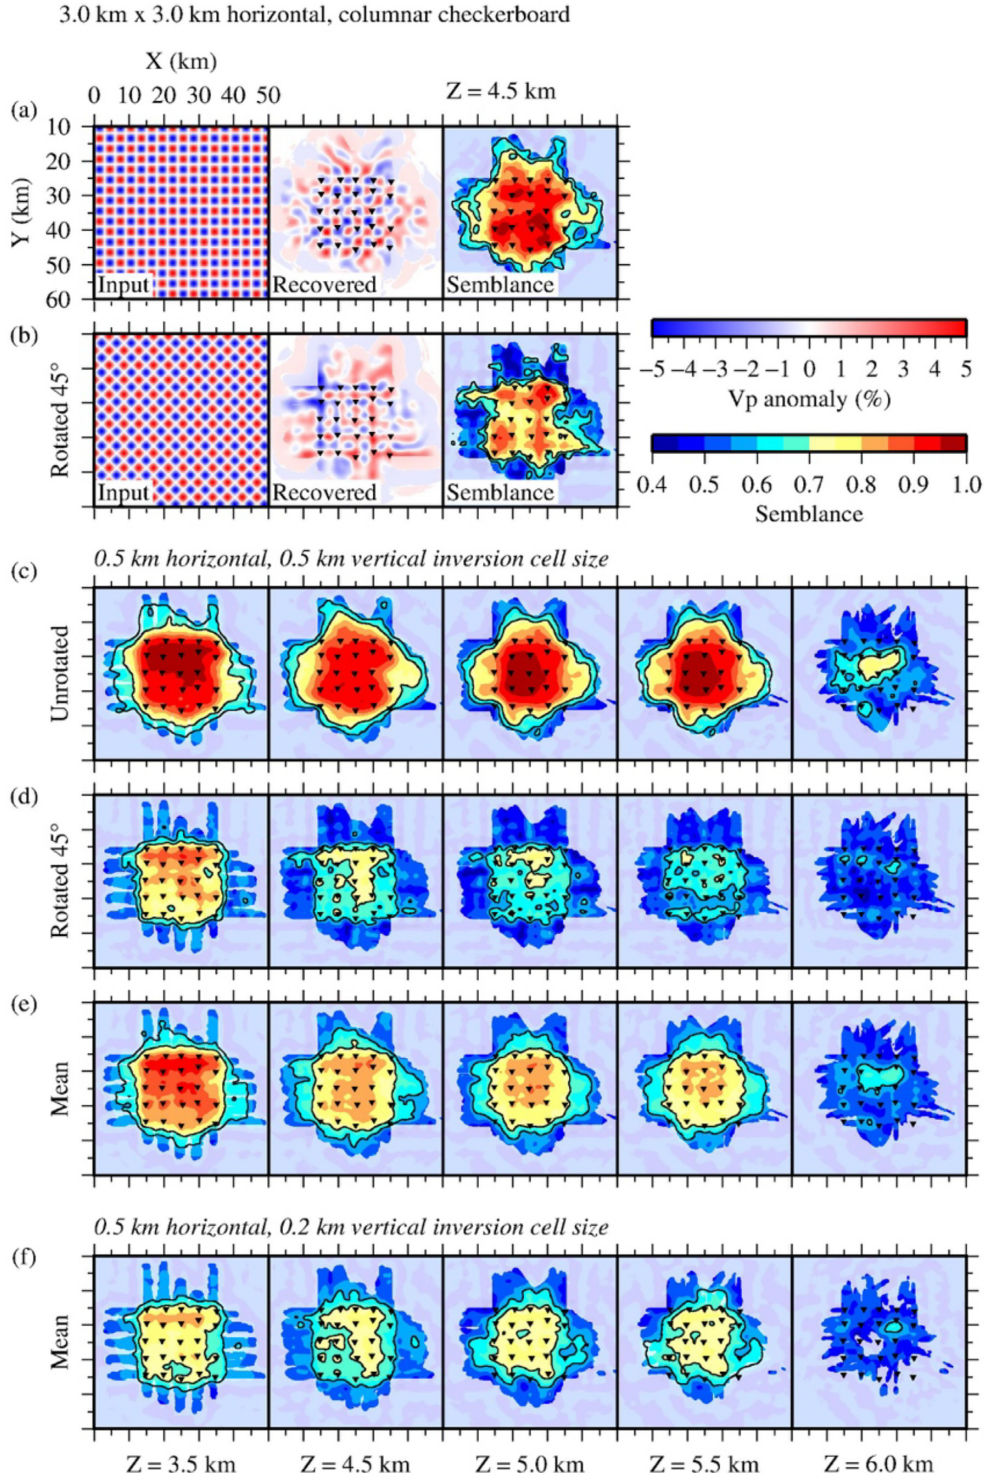 3.0 km x 3.0 km horizontal, columnar checkerboard
X (km)
0 10 20 30 40 50
Z = 4.5 km
(a)
10
20
30
40
50
60
Y (km)
Input
Recovered
Semblance
(b)
Rotated 45°
Input
Recovered
Semblance
−5 −4 −3 −2 −1 0 1 2 3 4 5
Vp anomaly (%)
0.4 0.5 0.6 0.7 0.8 0.9 1.0
Semblance
0.5 km horizontal, 0.5 km vertical inversion cell size
(c)
Unrotated
(d)
Rotated 45°
(e)
Mean
0.5 km horizontal, 0.2 km vertical inversion cell size
(f)
Mean
Z = 3.5 km
Z = 4.5 km
Z = 5.0 km
Z = 5.5 km
Z = 6.0 km